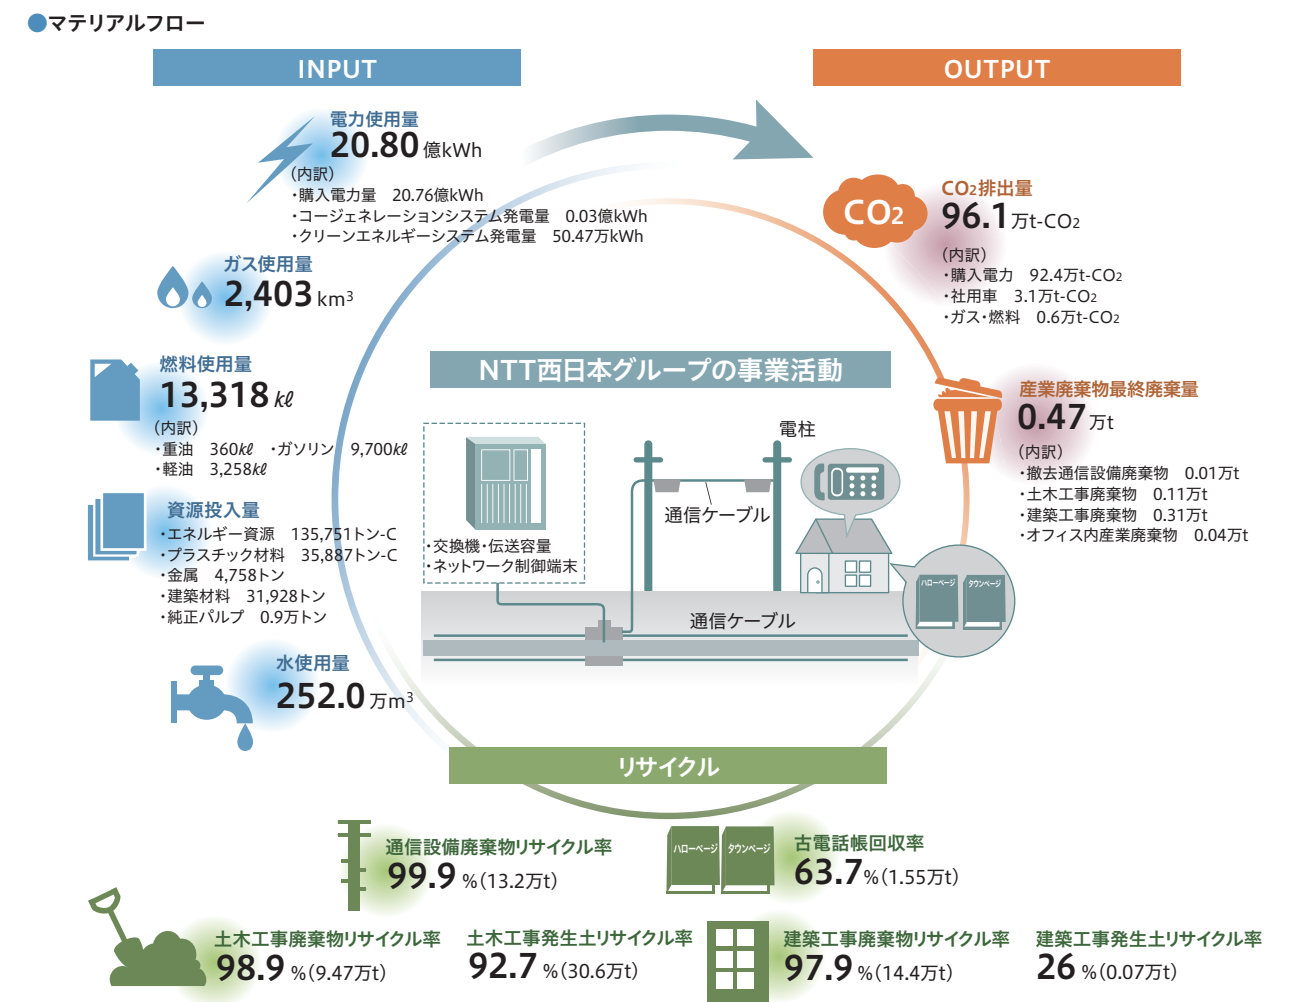 ●マテリアルフロー
INPUT
OUTPUT
電力使用量
20.80 億kWh
（内訳）
・購入電力量　20.76億kWh
・コージェネレーションシステム発電量　0.03億kWh
・クリーンエネルギーシステム発電量　50.47万kWh
ガス使用量
2,403 km³
燃料使用量
13,318 ㎘
（内訳）
・重油　360㎘　・ガソリン　9,700㎘
・軽油　3,258㎘
資源投入量
・エネルギー資源　135,751トン-C
・プラスチック材料　35,887トン-C
・金属　4,758トン
・建築材料　31,928トン
・純正パルプ　0.9万トン
水使用量
252.0 万m³
CO₂
CO₂排出量
96.1万t-CO₂
（内訳）
・購入電力　92.4万t-CO₂
・社用車　3.1万t-CO₂
・ガス・燃料　0.6万t-CO₂
産業廃棄物最終廃棄量
0.47万t
（内訳）
・撤去通信設備廃棄物　0.01万t
・土木工事廃棄物　0.11万t
・建築工事廃棄物　0.31万t
・オフィス内産業廃棄物　0.04万t
NTT西日本グループの事業活動
電柱
通信ケーブル
・交換機・伝送容量
・ネットワーク制御端末
ハローページ
タウンページ
通信ケーブル
リサイクル
通信設備廃棄物リサイクル率
99.9 %（13.2万t）
ハローページ
タウンページ
古電話帳回収率
63.7%（1.55万t）
土木工事廃棄物リサイクル率
98.9 %（9.47万t）
土木工事発生土リサイクル率
92.7 %（30.6万t）
建築工事廃棄物リサイクル率
97.9 %（14.4万t）
建築工事発生土リサイクル率
26 %（0.07万t）